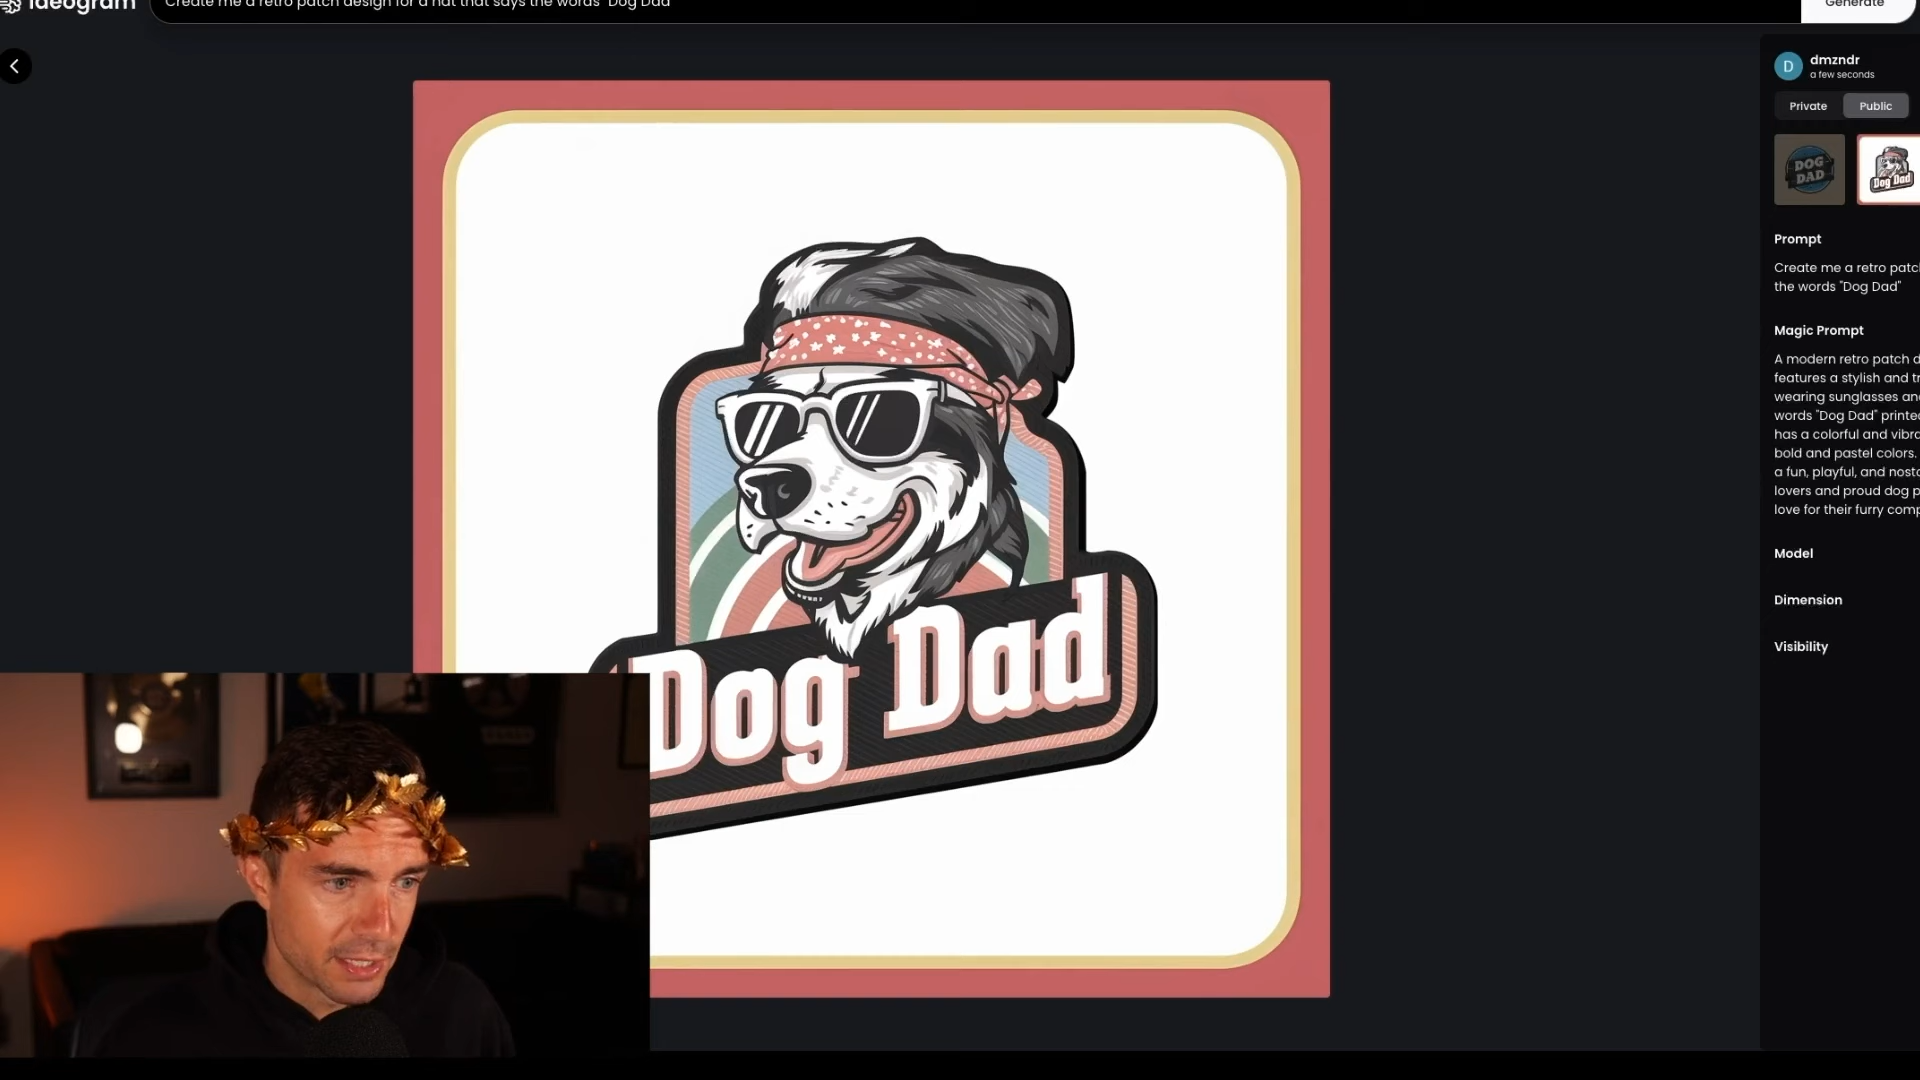 ideogram
Create me a retro patch design for a hat that says the words "Dog Dad"
Generate
D
dmzndr
a few seconds
Private
Public
DOG
DAD
Dog Dad
Prompt
Create me a retro patc
the words "Dog Dad"
Magic Prompt
A modern retro patch d
features a stylish and tr
wearing sunglasses an
words "Dog Dad" printe
has a colorful and vibra
bold and pastel colors.
a fun, playful, and nosta
lovers and proud dog p
love for their furry comp
Model
Dimension
Visibility
Dog Dad